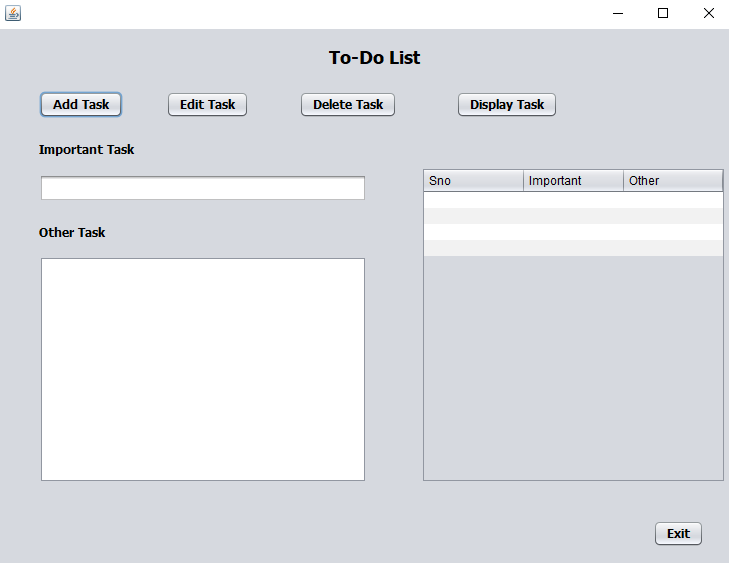 To-Do List
Add Task Edit Task Delete Task Display Task
Important Task
Sno Important Other
Other Task
Exit